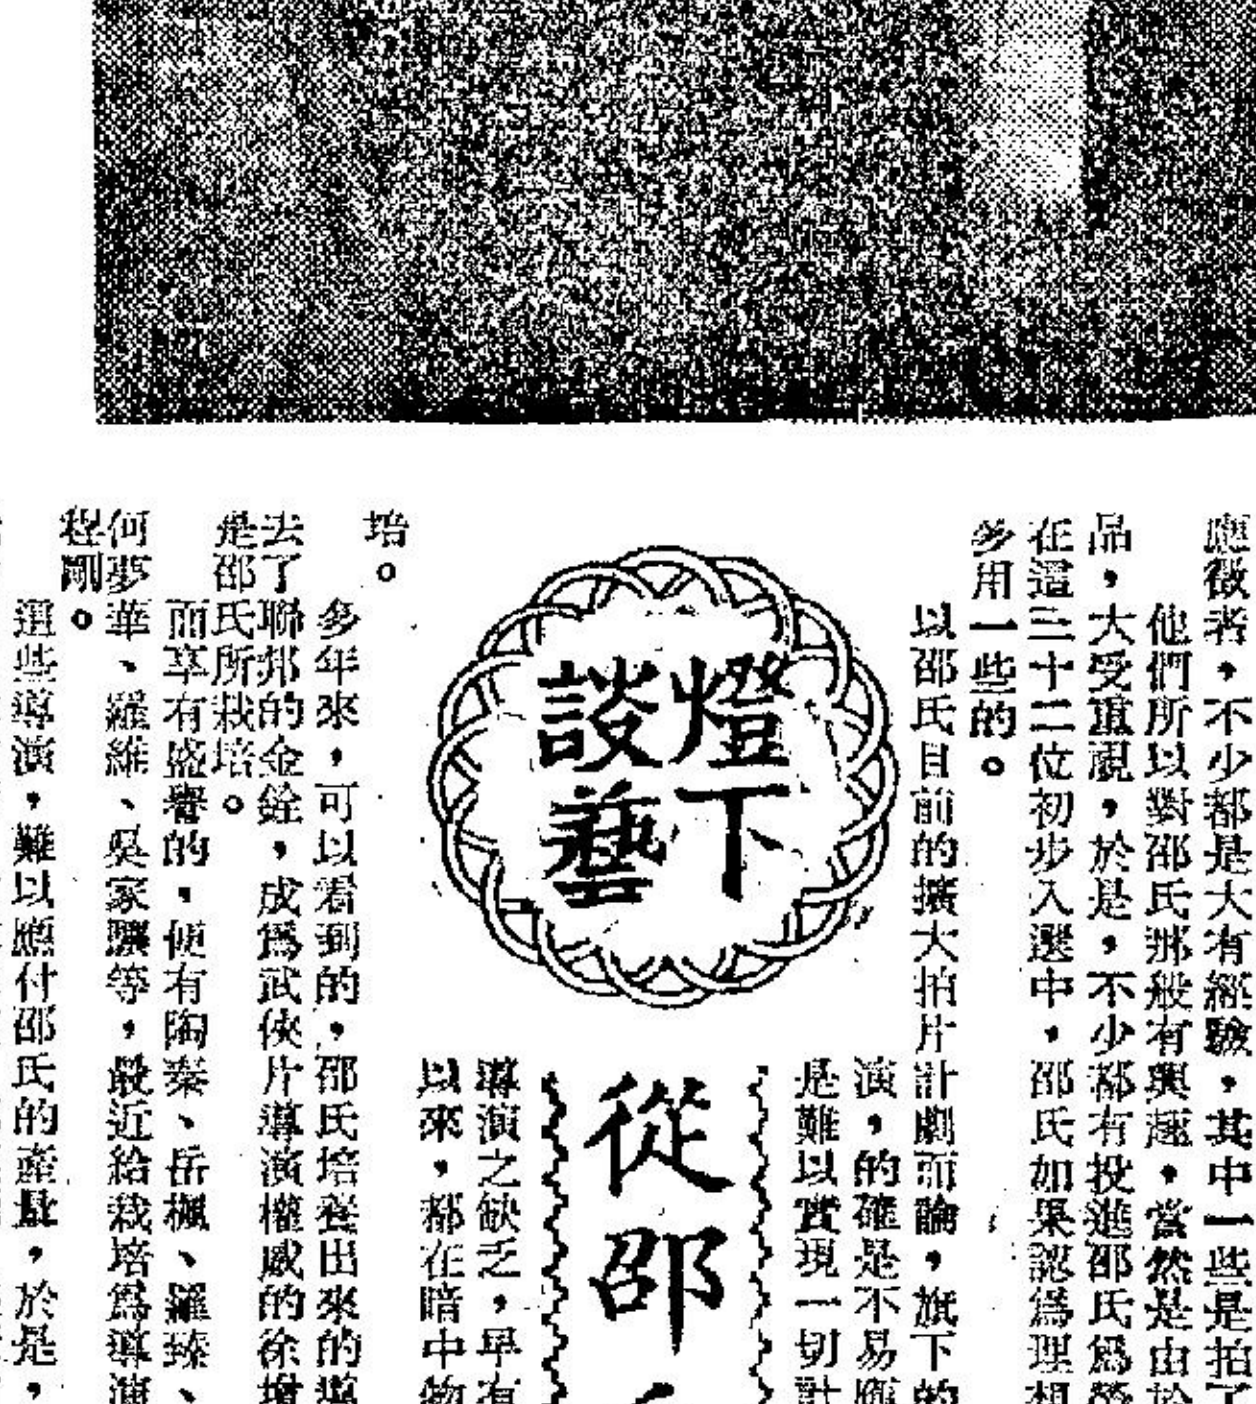 應徵者，不少都是大有經驗，其中一些是拍了
他們所以對邵氏那般有興趣，當然是由於
品，大受重視，於是，不少都有投進邵氏為
在這三十二位初步入選中，邵氏如果認為理想
多用一些的。
以邵氏目前的擴大拍片計劃而論，旗下的
演，的確是不易應
是難以實現一切計
燈下
談藝
從邵
導演之缺乏，早有
以來，都在暗中物
培。
多年來，可以看到的，邵氏培養出來的導
去了聯邦的金銓，成爲武俠片導演權威的徐增
是邵氏所栽培。
而享有盛譽的，便有陶秦、岳楓、羅臻、
何夢華、羅維、吳家驤等，最近給栽培爲導演
程剛。
這些導演，難以應付邵氏的產量，於是，